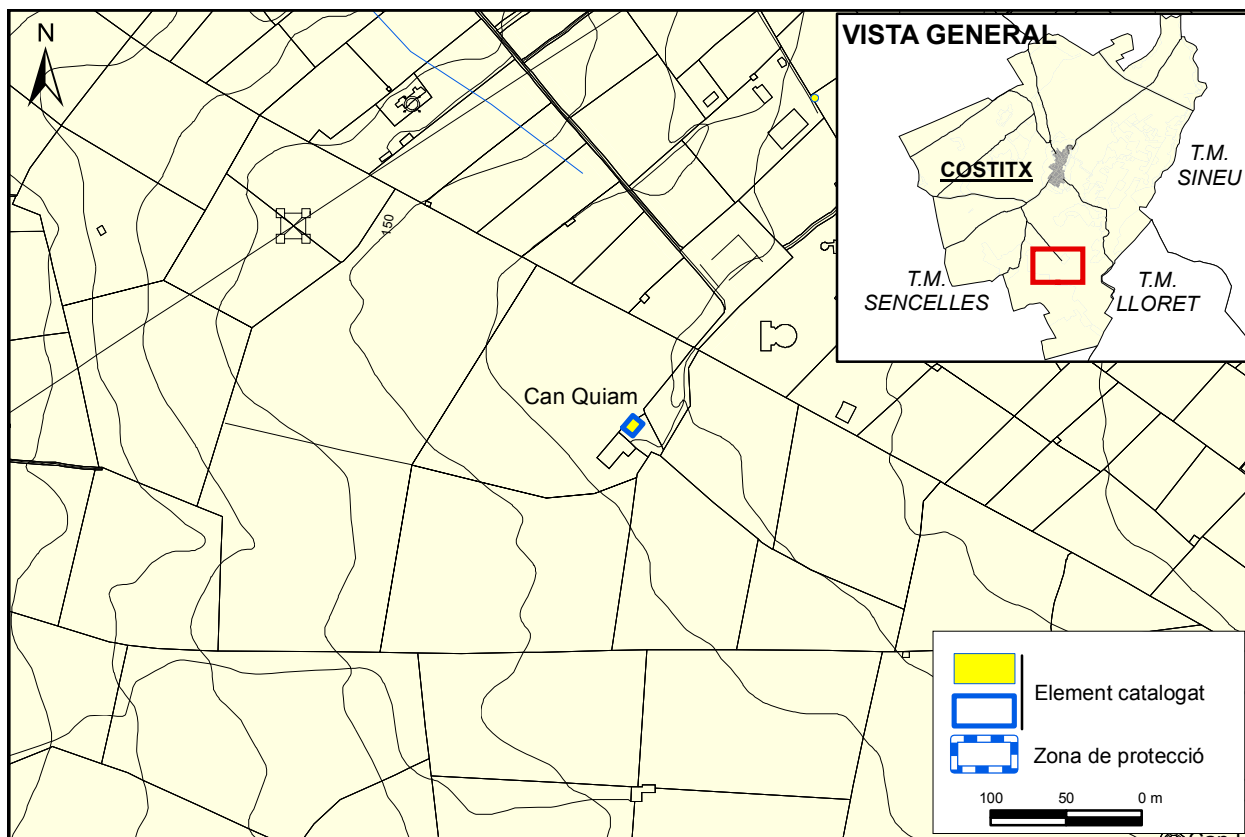 N
VISTA GENERAL
COSTITX
T.M.
SINEU
T.M.
SENCELLES
T.M.
LLORET
150
Can Quiam
Element catalogat
Zona de protecció
100 50 0 m